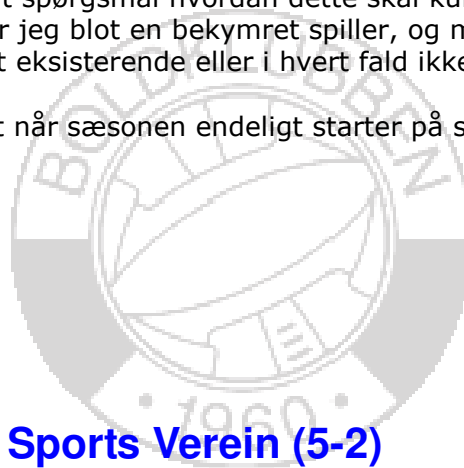 spørgsmål hvordan dette skal
jeg blot en bekymret spiller, og
eksisterende eller i hvert fald ikke
når sæsonen endeligt starter på
BOLDKLUBBEN
1960
Sports Verein (5-2)